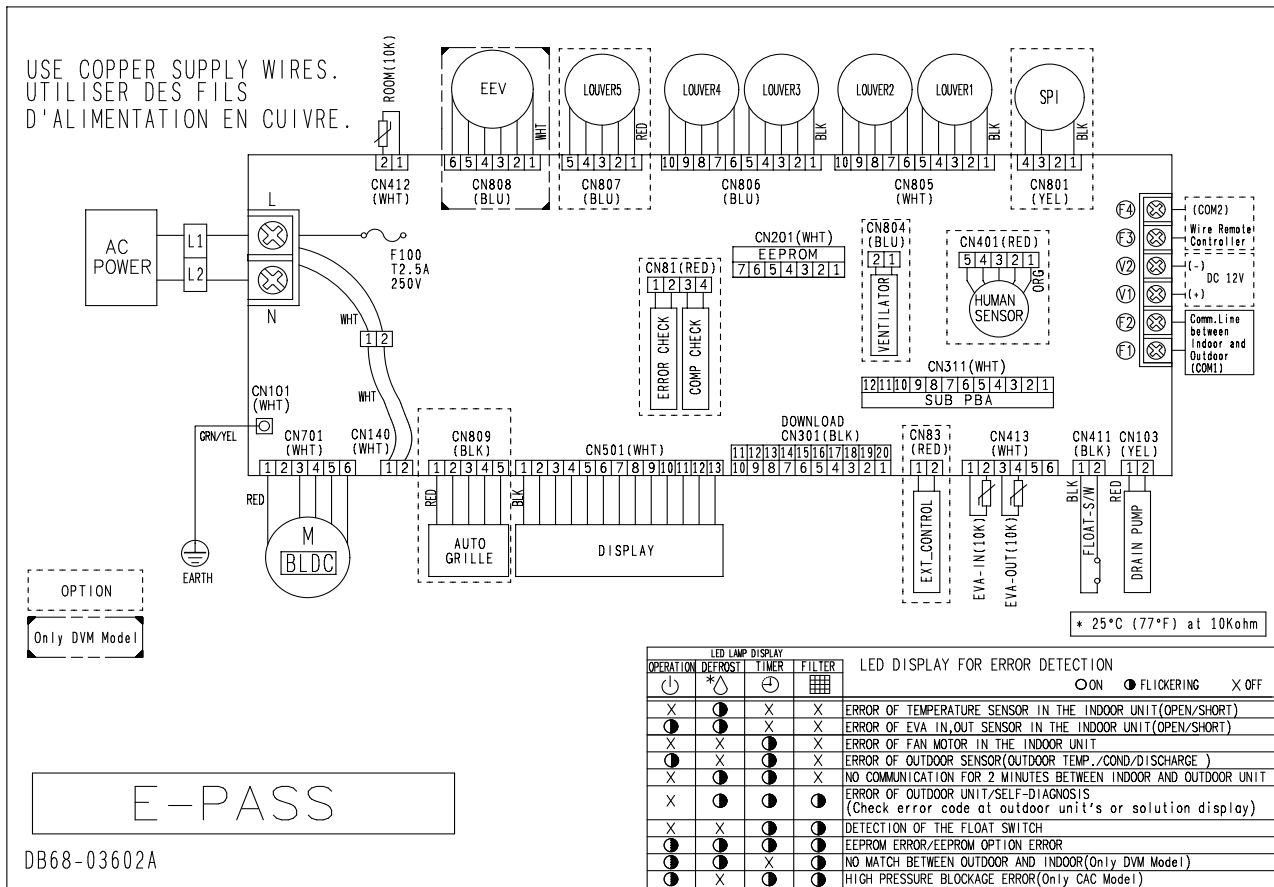 USE COPPER SUPPLY WIRES.
UTILISER DES FILS
D'ALIMENTATION EN CUIVRE.
ROOM(10K)
2 1
CN412
(WHT)
EEV
WHT
6 5 4 3 2 1
CN808
(BLU)
LOUVER5
RED
5 4 3 2 1
CN807
(BLU)
LOUVER4
LOUVER3
BLK
10 9 8 7 6 5 4 3 2 1
CN806
(BLU)
LOUVER2
LOUVER1
BLK
10 9 8 7 6 5 4 3 2 1
CN805
(WHT)
SPI
BLK
4 3 2 1
CN801
(YEL)
AC
POWER
L1
L2
L
N
F100
T2.5A
250V
WHT
1 2
WHT
CN81(RED)
1 2 3 4
ERROR CHECK
COMP CHECK
CN201(WHT)
EEPROM
7 6 5 4 3 2 1
CN804
(BLU)
2 1
VENTILATOR
CN401(RED)
5 4 3 2 1
ORG
HUMAN
SENSOR
CN311(WHT)
12 11 10 9 8 7 6 5 4 3 2 1
SUB PBA
F4
(COM2)
F3
Wire Remote
Controller
V2
(-)
DC 12V
V1
(+)
F2
F1
Comm.Line
between
Indoor and
Outdoor
(COM1)
CN101
(WHT)
GRN/YEL
EARTH
CN701
(WHT)
1 2 3 4 5 6
RED
M
BLDC
CN140
(WHT)
1 2
CN809
(BLK)
1 2 3 4 5
RED
AUTO
GRILLE
CN501(WHT)
1 2 3 4 5 6 7 8 9 10 11 12 13
BLK
DISPLAY
DOWNLOAD
CN301(BLK)
11 12 13 14 15 16 17 18 19 20
10 9 8 7 6 5 4 3 2 1
CN83
(RED)
1 2
EXT_CONTROL
CN413
(WHT)
1 2 3 4 5 6
EVA-IN(10K)
EVA-OUT(10K)
CN411
(BLK)
1 2
BLK
FLOAT-S/W
CN103
(YEL)
1 2
RED
DRAIN PUMP
OPTION
Only DVM Model
* 25°C (77°F) at 10Kohm
LED LAMP DISPLAY
OPERATION DEFROST TIMER FILTER
LED DISPLAY FOR ERROR DETECTION
○ ON ◑ FLICKERING X OFF
X ◑ X X ERROR OF TEMPERATURE SENSOR IN THE INDOOR UNIT(OPEN/SHORT)
◑ ◑ X X ERROR OF EVA IN,OUT SENSOR IN THE INDOOR UNIT(OPEN/SHORT)
X X ◑ X ERROR OF FAN MOTOR IN THE INDOOR UNIT
◑ X ◑ X ERROR OF OUTDOOR SENSOR(OUTDOOR TEMP./COND/DISCHARGE )
X ◑ ◑ X NO COMMUNICATION FOR 2 MINUTES BETWEEN INDOOR AND OUTDOOR UNIT
X ◑ ◑ ◑ ERROR OF OUTDOOR UNIT/SELF-DIAGNOSIS
(Check error code at outdoor unit's or solution display)
X X ◑ ◑ DETECTION OF THE FLOAT SWITCH
◑ ◑ ◑ ◑ EEPROM ERROR/EEPROM OPTION ERROR
◑ ◑ X ◑ NO MATCH BETWEEN OUTDOOR AND INDOOR(Only DVM Model)
◑ X ◑ ◑ HIGH PRESSURE BLOCKAGE ERROR(Only CAC Model)
E-PASS
DB68-03602A